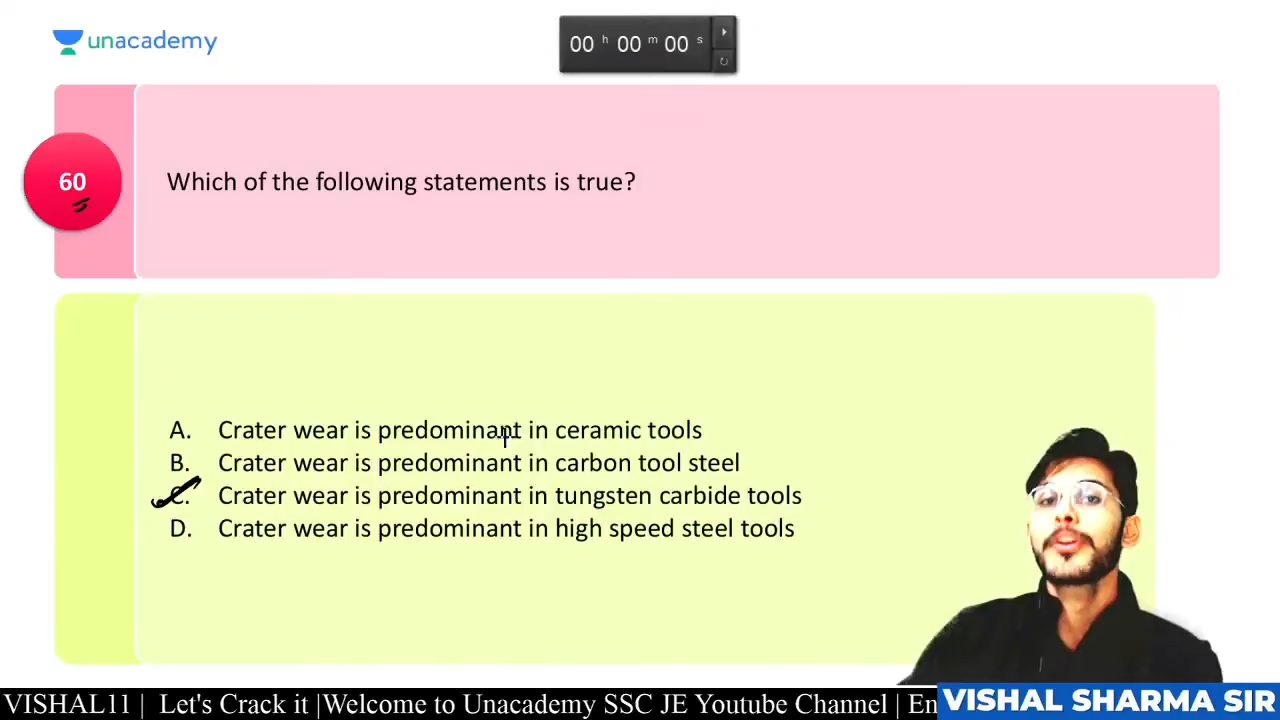 unacademy
00 h 00 m 00 s
60
Which of the following statements is true?
A. Crater wear is predominant in ceramic tools
B. Crater wear is predominant in carbon tool steel
C. Crater wear is predominant in tungsten carbide tools
D. Crater wear is predominant in high speed steel tools
VISHAL11 | Let's Crack it |Welcome to Unacademy SSC JE Youtube Channel | En
VISHAL SHARMA SIR